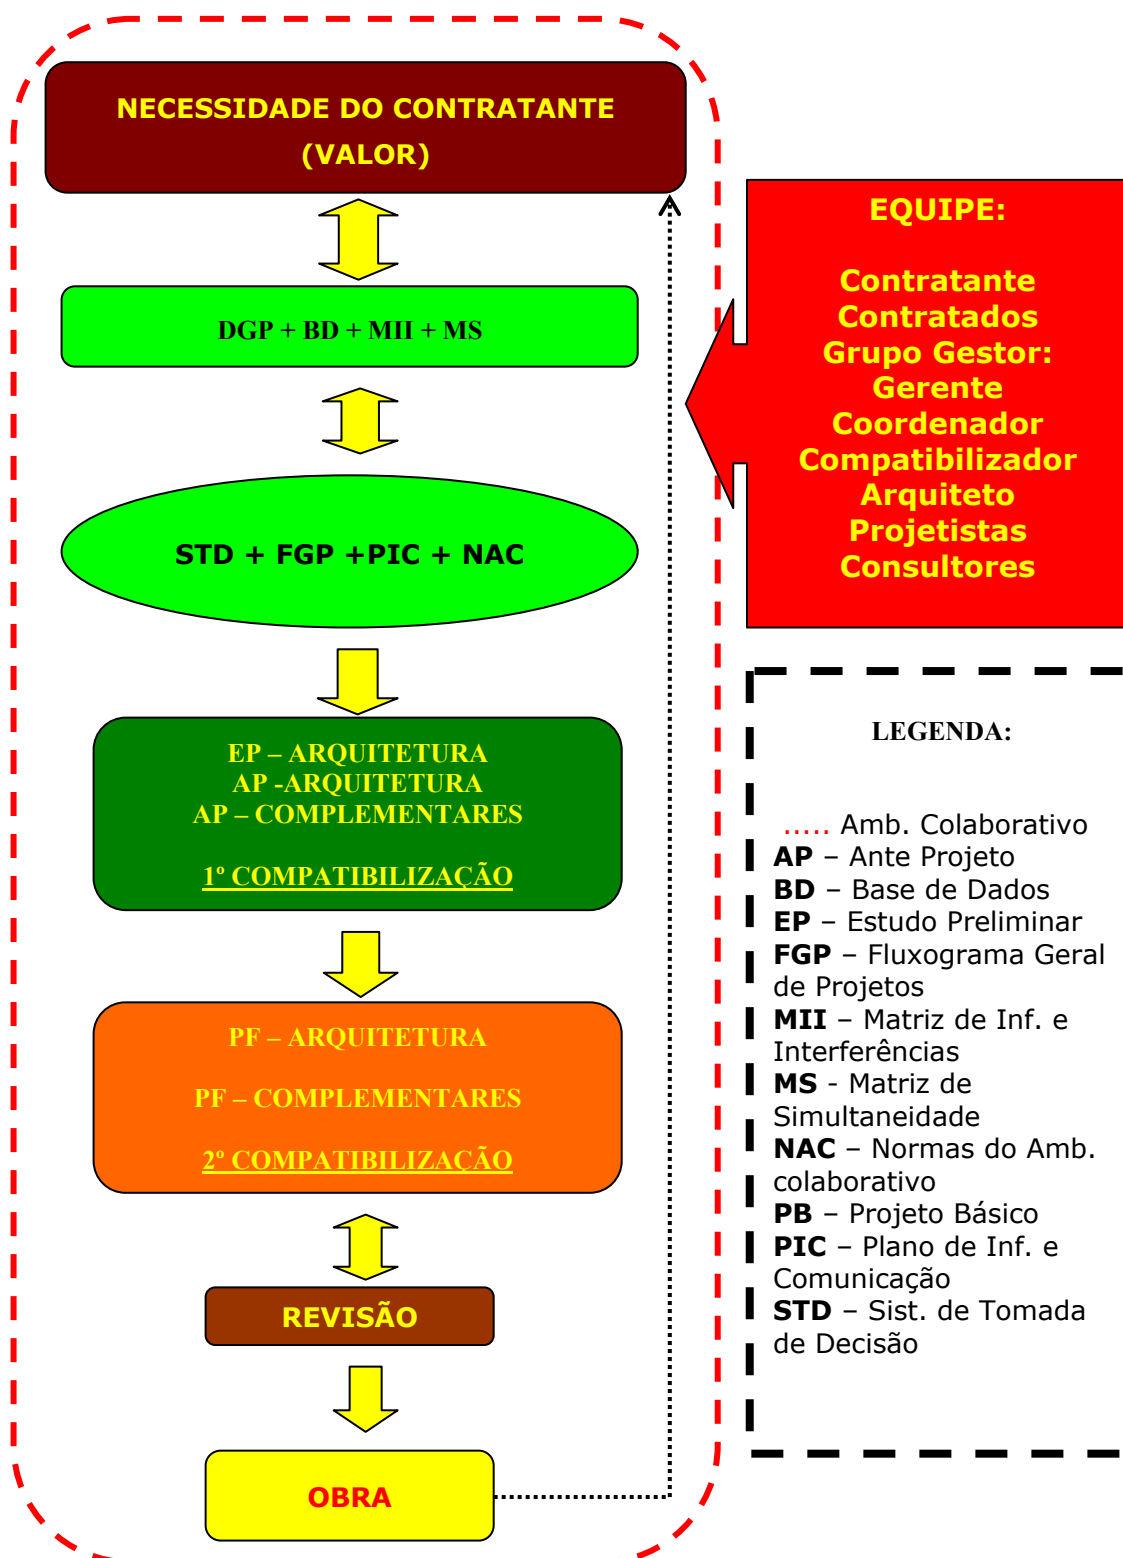 NECESSIDADE DO CONTRATANTE
(VALOR)
DGP + BD + MII + MS
STD + FGP +PIC + NAC
EP – ARQUITETURA
AP -ARQUITETURA
AP – COMPLEMENTARES
1º COMPATIBILIZAÇÃO
PF – ARQUITETURA
PF – COMPLEMENTARES
2º COMPATIBILIZAÇÃO
REVISÃO
OBRA
EQUIPE:
Contratante
Contratados
Grupo Gestor:
Gerente
Coordenador
Compatibilizador
Arquiteto
Projetistas
Consultores
LEGENDA:
..... Amb. Colaborativo
AP – Ante Projeto
BD – Base de Dados
EP – Estudo Preliminar
FGP – Fluxograma Geral
de Projetos
MII – Matriz de Inf. e
Interferências
MS - Matriz de
Simultaneidade
NAC – Normas do Amb.
colaborativo
PB – Projeto Básico
PIC – Plano de Inf. e
Comunicação
STD – Sist. de Tomada
de Decisão